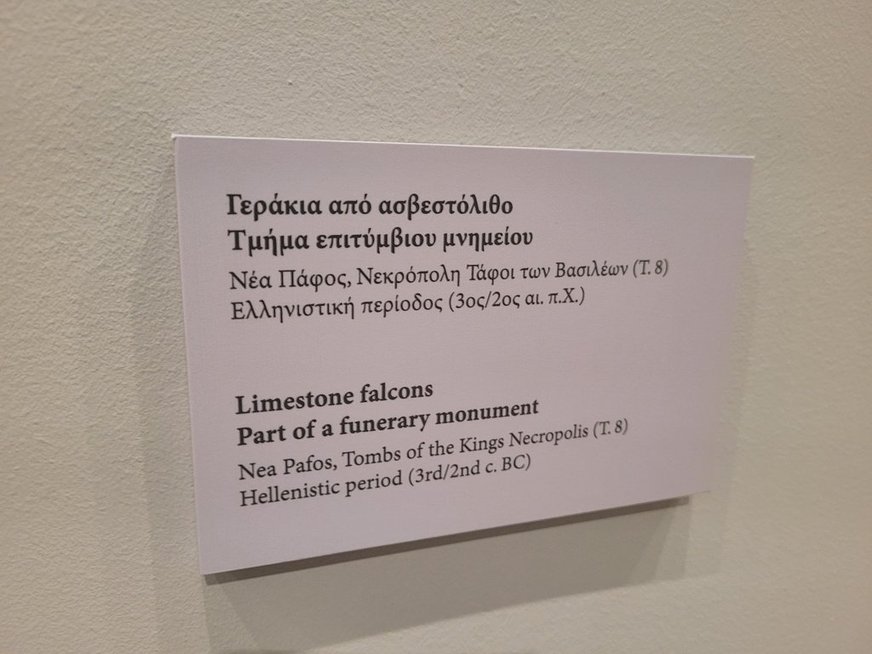 Γεράκια από ασβεστόλιθο
Τμήμα επιτύμβιου μνημείου
Νέα Πάφος, Νεκρόπολη Τάφοι των Βασιλέων (Τ. 8)
Ελληνιστική περίοδος (3ος/2ος αι. π.Χ.)
Limestone falcons
Part of a funerary monument
Nea Pafos, Tombs of the Kings Necropolis (T. 8)
Hellenistic period (3rd/2nd c. BC)